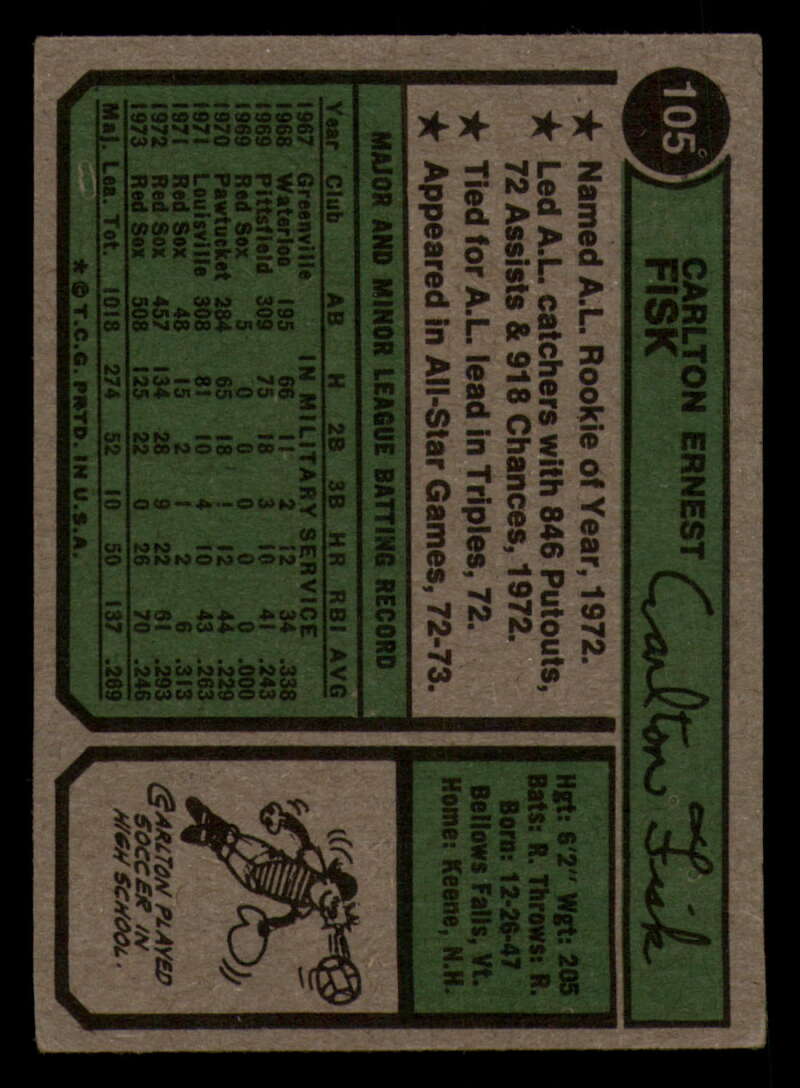 105
CARLTON ERNEST
FISK
Carlton Fisk
★ Named A.L. Rookie of Year, 1972.
★ Led A.L. catchers with 846 Putouts,
72 Assists & 918 Chances, 1972.
★ Tied for A.L. lead in Triples, 72.
★ Appeared in All-Star Games, 72-73.
MAJOR AND MINOR LEAGUE BATTING RECORD
Year Club AB H 2B 3B HR RBI AVG
1967 Greenville IN MILITARY SERVICE
1968 Waterloo 195 66 11 2 12 34 .338
1969 Pittsfield 309 75 18 3 10 41 .243
1969 Red Sox 5 0 0 0 0 0 .000
1970 Pawtucket 284 65 18 1 12 44 .229
1971 Louisville 308 81 10 4 10 43 .263
1971 Red Sox 48 15 2 1 2 6 .313
1972 Red Sox 457 134 28 9 22 61 .293
1973 Red Sox 508 125 22 0 26 70 .246
Maj. Lea. Tot. 1018 274 52 10 50 137 .269
* © T.C.G. PRTD. IN U.S.A.
Hgt: 6'2" Wgt: 205
Bats: R. Throws: R.
Born: 12-26-47
Bellows Falls, Vt.
Home: Keene, N.H.
CARLTON PLAYED
SOCCER IN
HIGH SCHOOL.